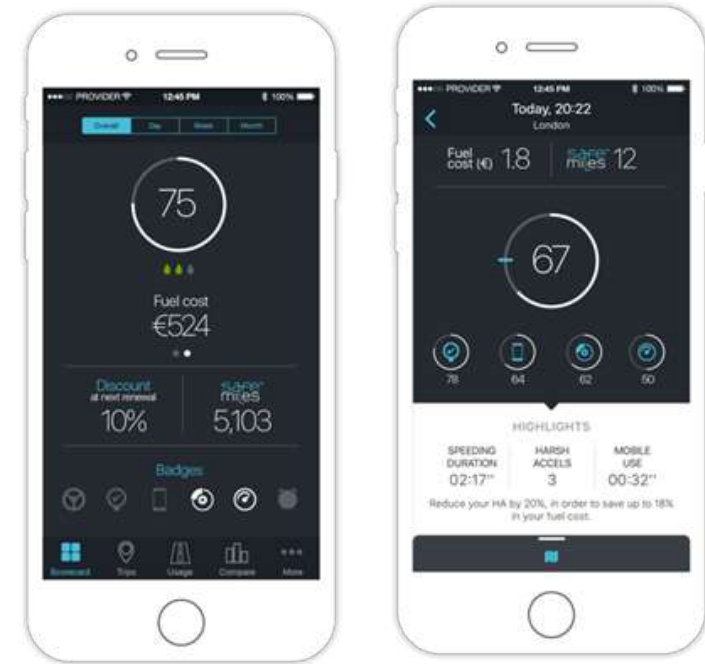 PROVIDER 12:45 PM 100%
Overall Day Week Month
75
Fuel cost
€524
Discount
at next renewal
10%
safer
miles
5,103
Badges
Scorecard Trips Usage Compare More
PROVIDER 12:45 PM 100%
Today, 20:22
London
Fuel
cost (€) 1.8
safer
miles 12
67
78 64 62 50
HIGHLIGHTS
SPEEDING
DURATION
02:17''
HARSH
ACCELS
3
MOBILE
USE
00:32''
Reduce your HA by 20%, in order to save up to 18%
in your fuel cost.